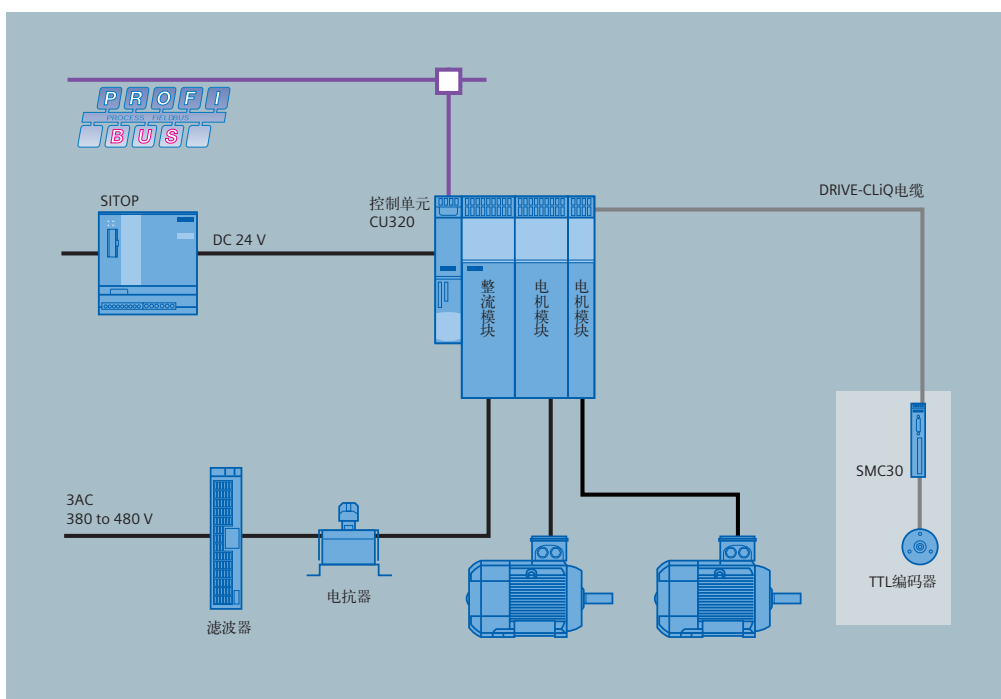 PROFI
PROCESS FIELDBUS
BUS
SITOP
DC 24 V
控制单元
CU320
DRIVE-CLiQ电缆
整流模块
电机模块
电机模块
SMC30
TTL编码器
3AC
380 to 480 V
滤波器
电抗器